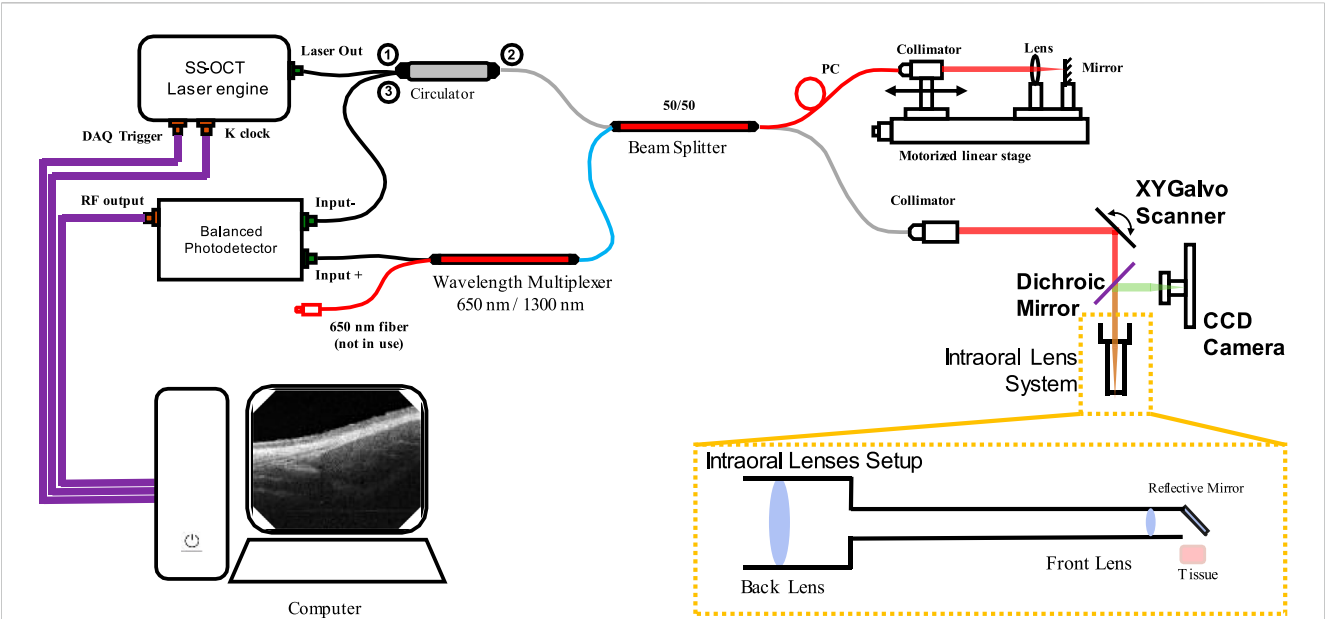 SS-OCT
Laser engine
Laser Out
1
2
3
Circulator
DAQ Trigger
K clock
RF output
Balanced
Photodetector
Input-
Input +
Wavelength Multiplexer
650 nm / 1300 nm
650 nm fiber
(not in use)
50/50
Beam Splitter
PC
Collimator
Lens
Mirror
Motorized linear stage
Collimator
XYGalvo
Scanner
Dichroic
Mirror
CCD
Camera
Intraoral Lens
System
Intraoral Lenses Setup
Reflective Mirror
Back Lens
Front Lens
Tissue
Computer